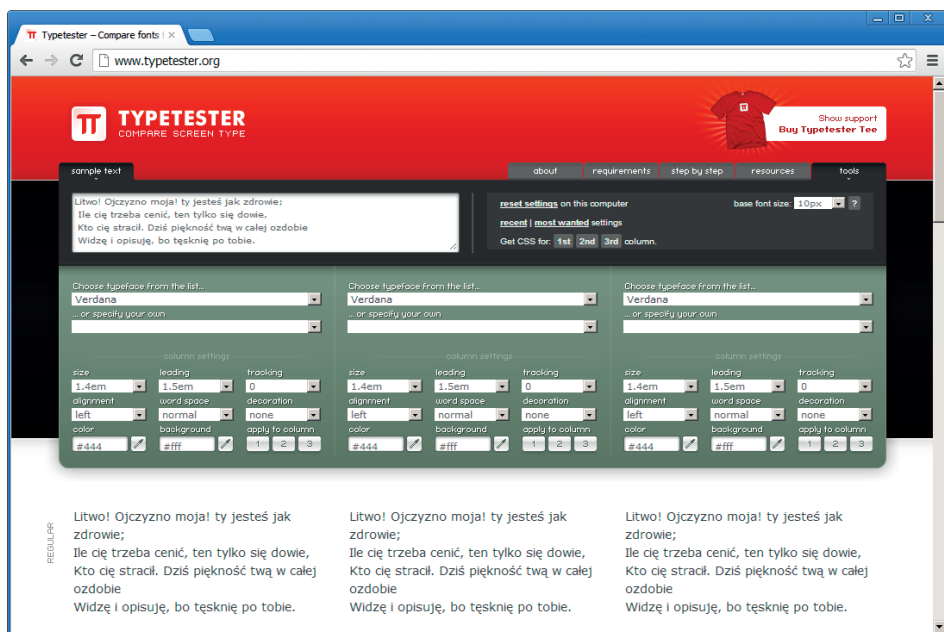 Typetester – Compare fonts
www.typetester.org
TYPETESTER
COMPARE SCREEN TYPE
Show support
Buy Typetester Tee
sample text
about requirements step by step resources tools
Litwo! Ojczyzno moja! ty jesteś jak zdrowie;
Ile cię trzeba cenić, ten tylko się dowie,
Kto cię stracił. Dziś piękność twą w całej ozdobie
Widzę i opisuję, bo tęsknię po tobie.
reset settings on this computer
base font size: 10px ?
recent | most wanted settings
Get CSS for: 1st 2nd 3rd column.
Choose typeface from the list... Choose typeface from the list... Choose typeface from the list...
Verdana Verdana Verdana
... or specify your own ... or specify your own ... or specify your own
column settings column settings column settings
size leading tracking size leading tracking size leading tracking
1.4em 1.5em 0 1.4em 1.5em 0 1.4em 1.5em 0
alignment word space decoration alignment word space decoration alignment word space decoration
left normal none left normal none left normal none
color background apply to column color background apply to column color background apply to column
#444 #fff 1 2 3 #444 #fff 1 2 3 #444 #fff 1 2 3
REGULAR
Litwo! Ojczyzno moja! ty jesteś jak
zdrowie;
Ile cię trzeba cenić, ten tylko się dowie,
Kto cię stracił. Dziś piękność twą w całej
ozdobie
Widzę i opisuję, bo tęsknię po tobie.
Litwo! Ojczyzno moja! ty jesteś jak
zdrowie;
Ile cię trzeba cenić, ten tylko się dowie,
Kto cię stracił. Dziś piękność twą w całej
ozdobie
Widzę i opisuję, bo tęsknię po tobie.
Litwo! Ojczyzno moja! ty jesteś jak
zdrowie;
Ile cię trzeba cenić, ten tylko się dowie,
Kto cię stracił. Dziś piękność twą w całej
ozdobie
Widzę i opisuję, bo tęsknię po tobie.